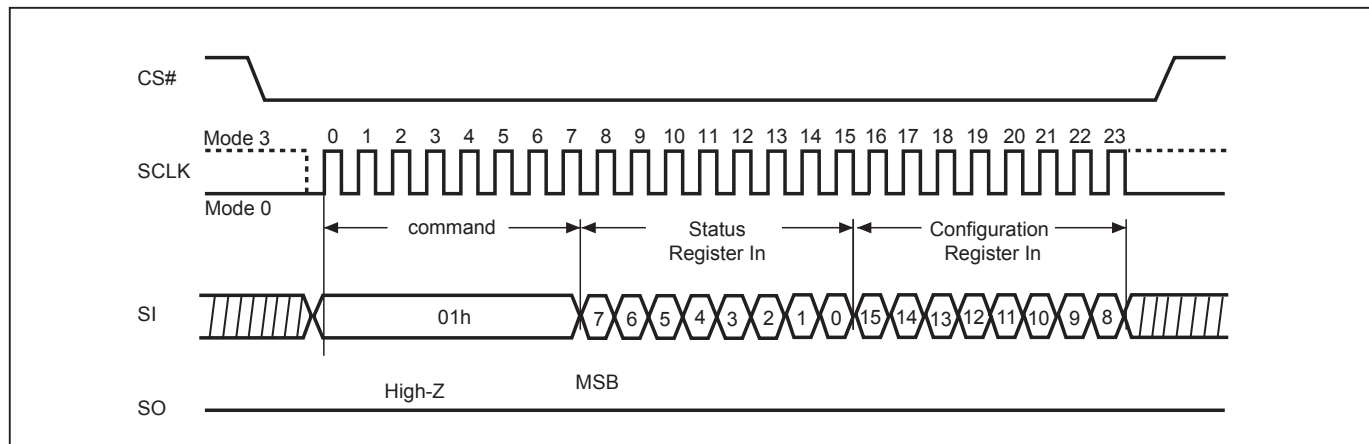 CS#
Mode 3
0 1 2 3 4 5 6 7 8 9 10 11 12 13 14 15 16 17 18 19 20 21 22 23
SCLK
Mode 0
command
Status
Register In
Configuration
Register In
SI
01h
7 6 5 4 3 2 1 0 15 14 13 12 11 10 9 8
High-Z
MSB
SO